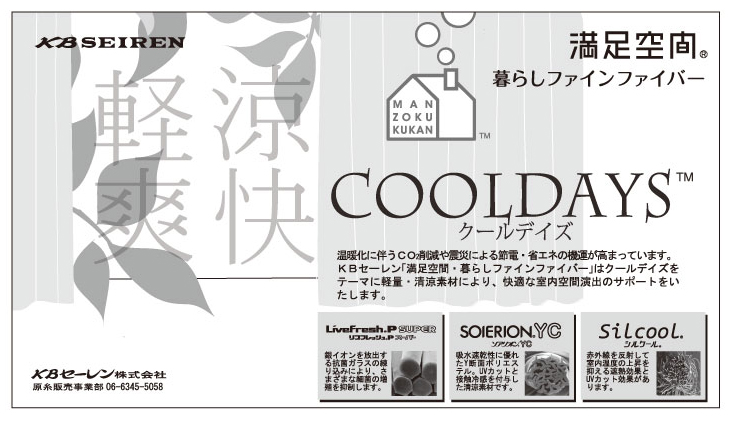 KB SEIREN
軽爽
涼快
満足空間®
暮らしファインファイバー
MAN
ZOKU
KUKAN
TM
COOLDAYS™
クールデイズ
温暖化に伴うCO2削減や震災による節電・省エネの機運が高まっています。
KBセーレン「満足空間・暮らしファインファイバー」はクールデイズを
テーマに軽量・清涼素材により、快適な室内空間演出のサポートをい
たします。
LiveFresh.P SUPER
リフレッシュ.P スーパー
銀イオンを放出す
る抗菌ガラスの練
り込みにより、さ
まざまな細菌の増
殖を抑制します。
SOIERION.YC
ソアリオン.YC
吸水速乾性に優れ
たY断面ポリエス
テル。UVカットと
接触冷感を付与し
た清涼素材です。
Silcool.
シルクール.
赤外線を反射して
室内温度の上昇を
抑える遮熱効果と
UVカット効果があ
ります。
KBセーレン株式会社
原糸販売事業部 06-6345-5058